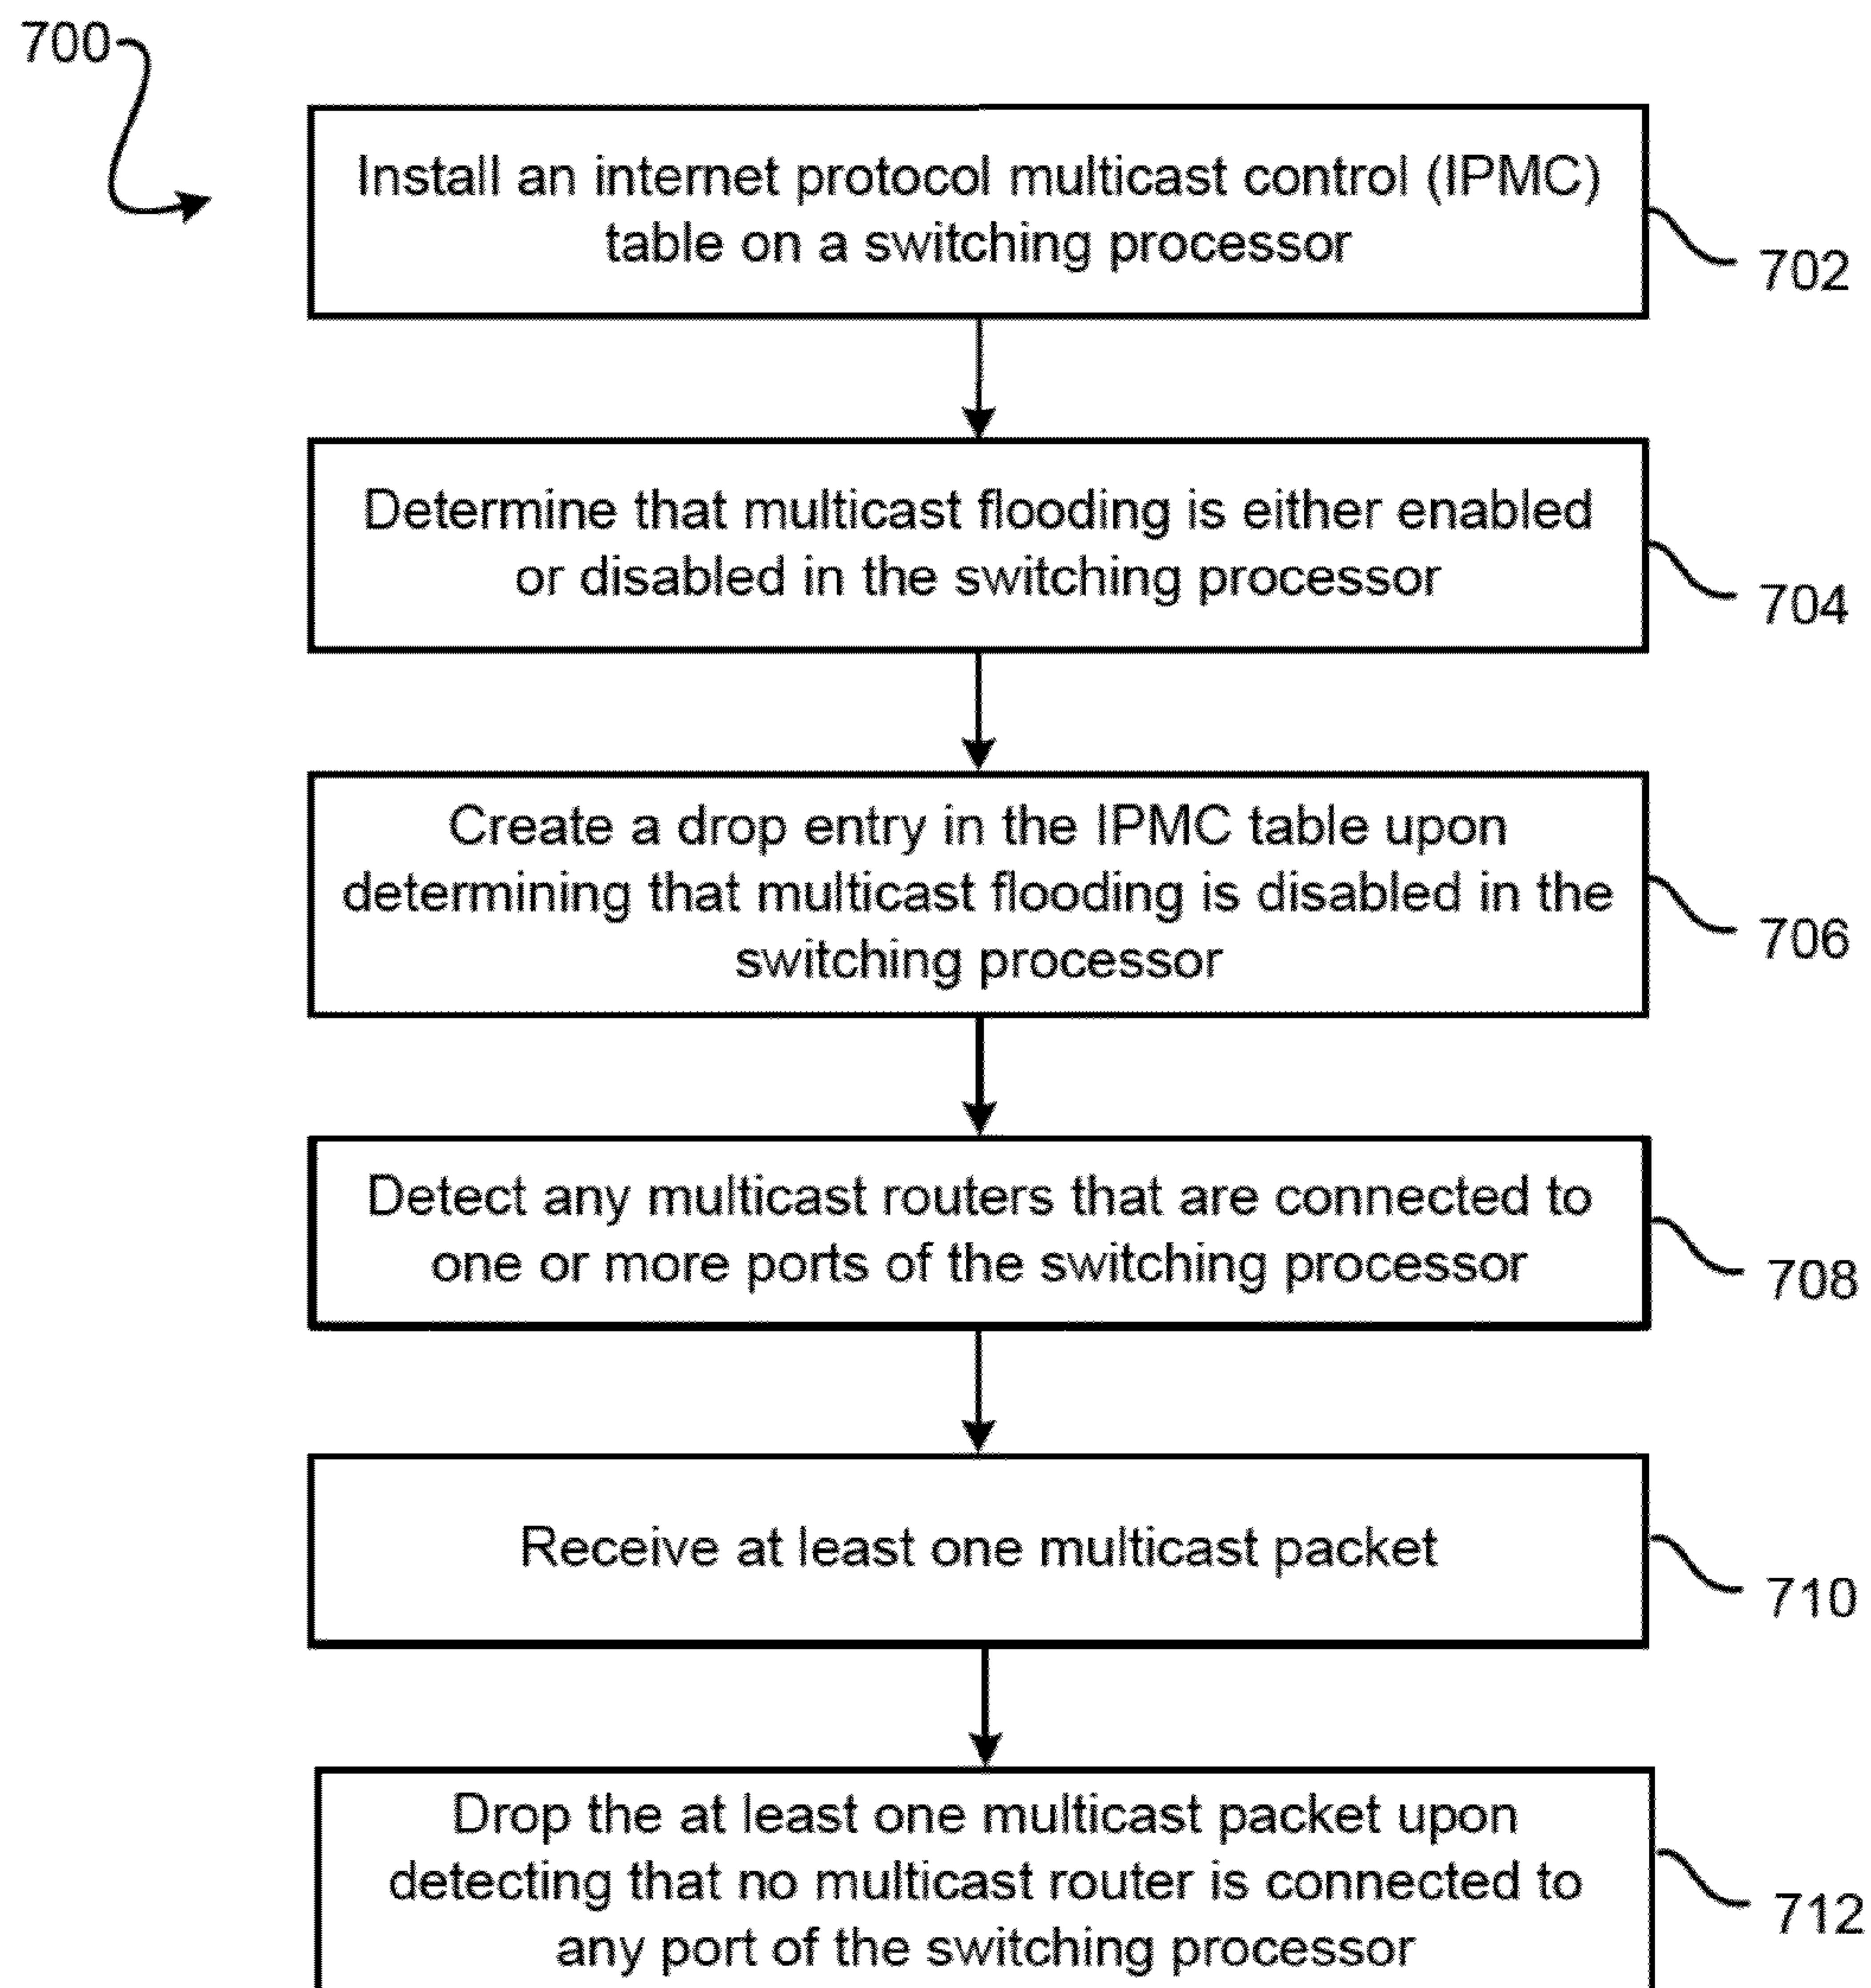 700
Install an internet protocol multicast control (IPMC)
table on a switching processor
702
Determine that multicast flooding is either enabled
or disabled in the switching processor
704
Create a drop entry in the IPMC table upon
determining that multicast flooding is disabled in the
switching processor
706
Detect any multicast routers that are connected to
one or more ports of the switching processor
708
Receive at least one multicast packet
710
Drop the at least one multicast packet upon
detecting that no multicast router is connected to
any port of the switching processor
712